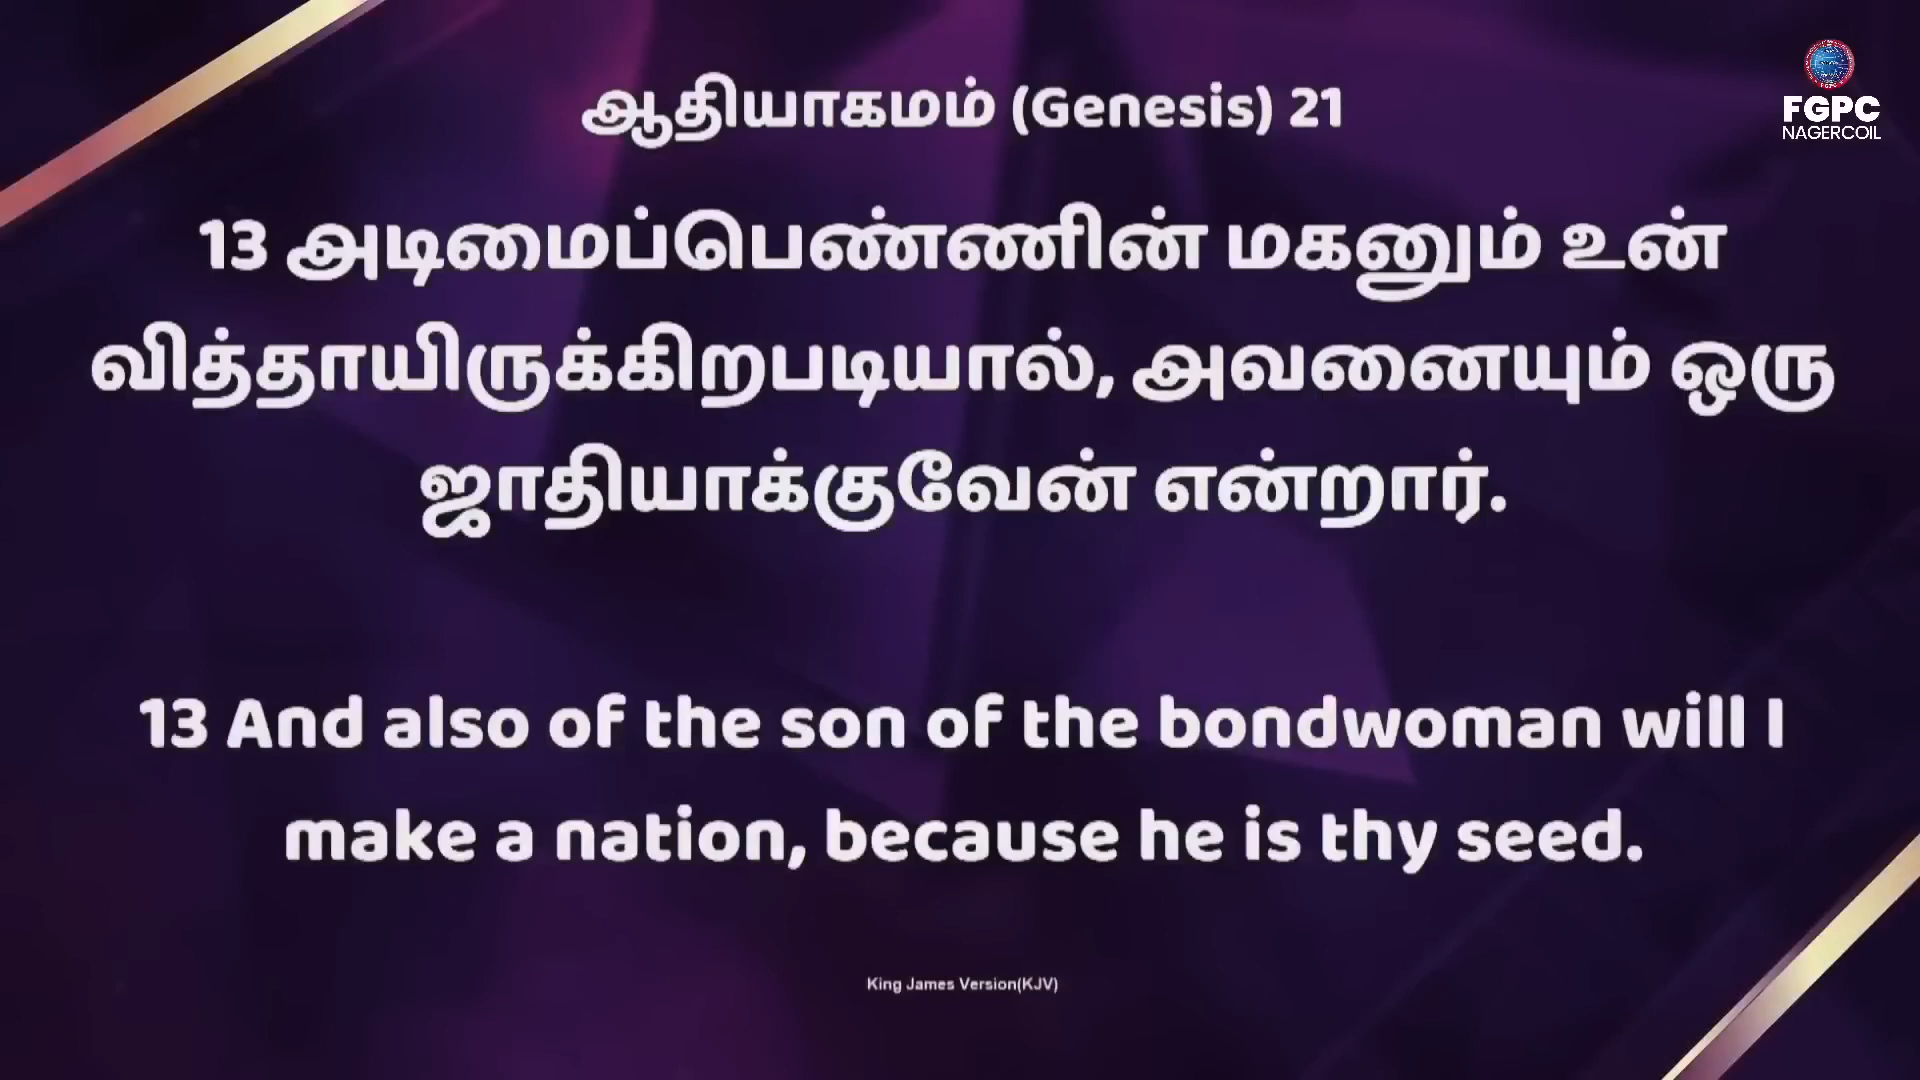 ஆதியாகமம் (Genesis) 21
FGPC
NAGERCOIL
13 அடிமைப்பெண்ணின் மகனும் உன்
வித்தாயிருக்கிறபடியால், அவனையும் ஒரு
ஜாதியாக்குவேன் என்றார்.
13 And also of the son of the bondwoman will I
make a nation, because he is thy seed.
King James Version(KJV)